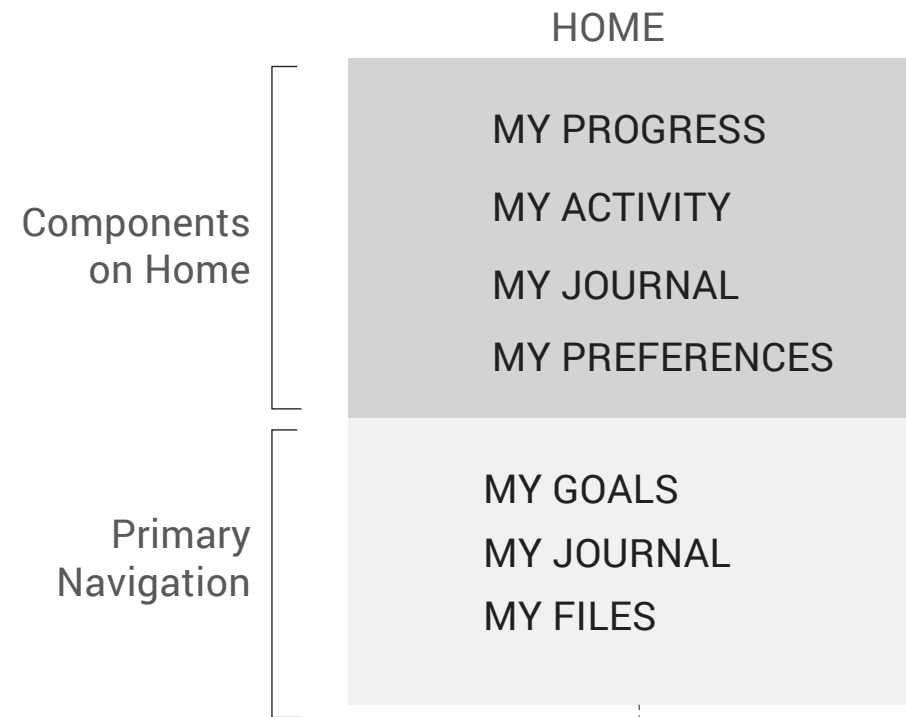 HOME
Components
on Home
MY PROGRESS
MY ACTIVITY
MY JOURNAL
MY PREFERENCES
Primary
Navigation
MY GOALS
MY JOURNAL
MY FILES